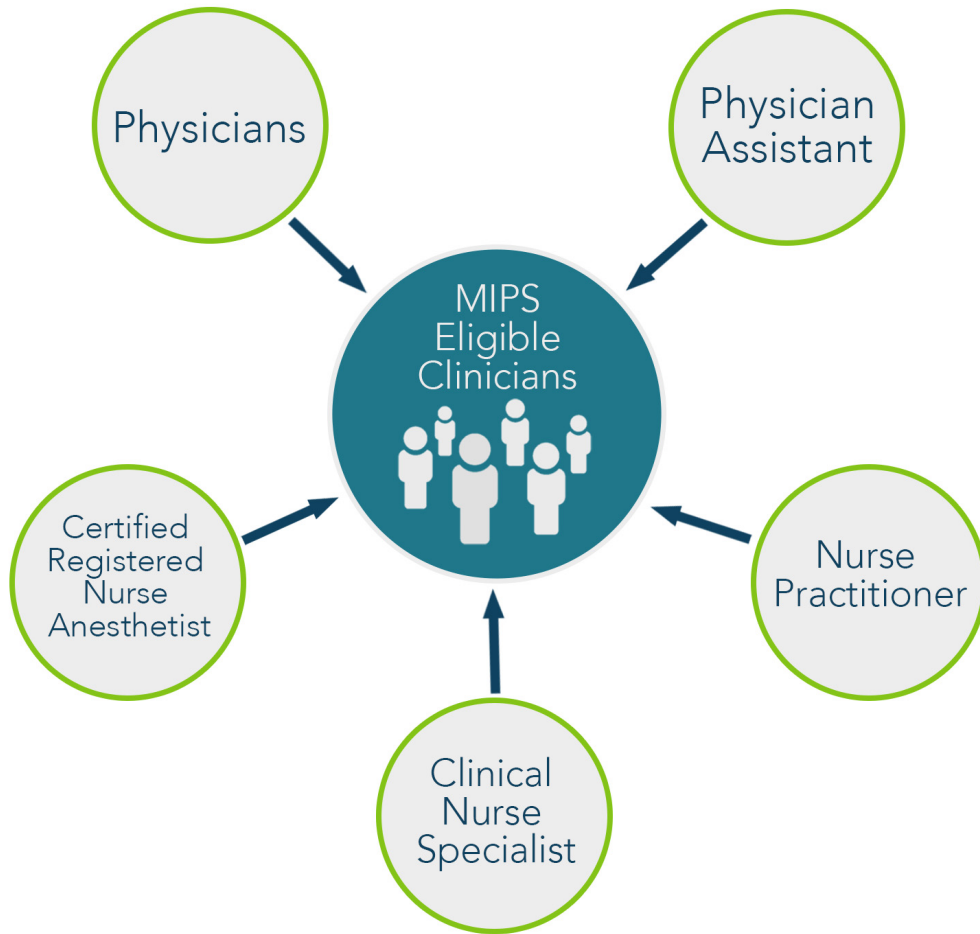 Physicians
Physician
Assistant
MIPS
Eligible
Clinicians
Certified
Registered
Nurse
Anesthetist
Nurse
Practitioner
Clinical
Nurse
Specialist